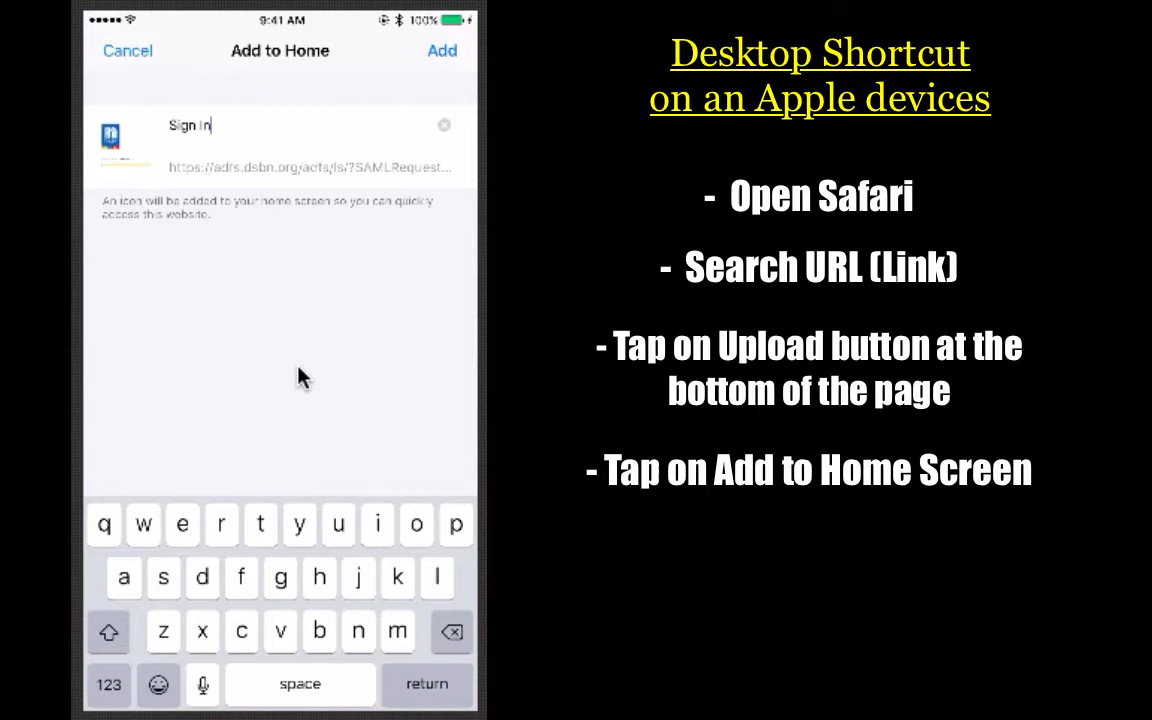 9:41 AM
100%
Cancel
Add to Home
Add
Sign In
https://adfs.dsbn.org/adfs/ls/?SAMLRequest...
An icon will be added to your home screen so you can quickly
access this website.
q w e r t y u i o p
a s d f g h j k l
z x c v b n m
123
space
return
Desktop Shortcut
on an Apple devices
- Open Safari
- Search URL (Link)
- Tap on Upload button at the
bottom of the page
- Tap on Add to Home Screen